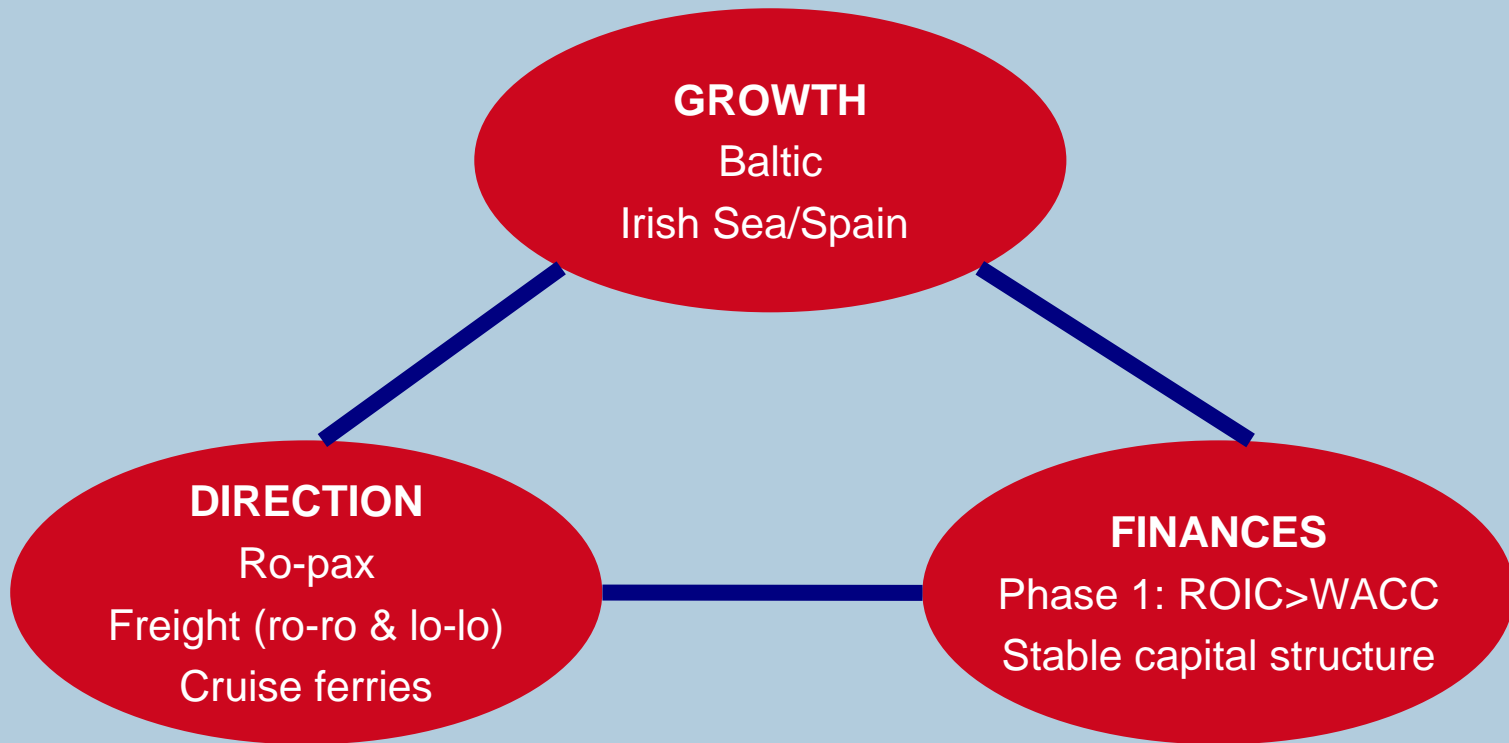 GROWTH
Baltic
Irish Sea/Spain
DIRECTION
Ro-pax
Freight (ro-ro & lo-lo)
Cruise ferries
FINANCES
Phase 1: ROIC>WACC
Stable capital structure